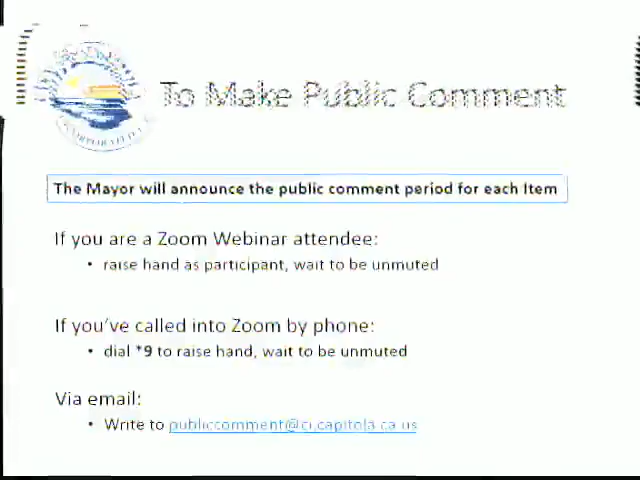 To Make Public Comment
The Mayor will announce the public comment period for each Item
If you are a Zoom Webinar attendee:
• raise hand as participant, wait to be unmuted
If you've called into Zoom by phone:
• dial *9 to raise hand, wait to be unmuted
Via email:
• Write to publiccomment@ci.capitola.ca.us